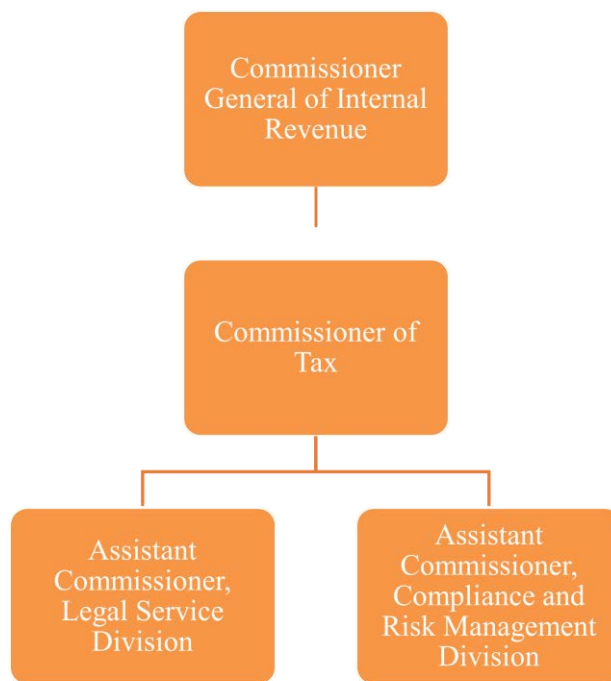 Commissioner
General of Internal
Revenue
Commissioner of
Tax
Assistant
Commissioner,
Legal Service
Division
Assistant
Commissioner,
Compliance and
Risk Management
Division